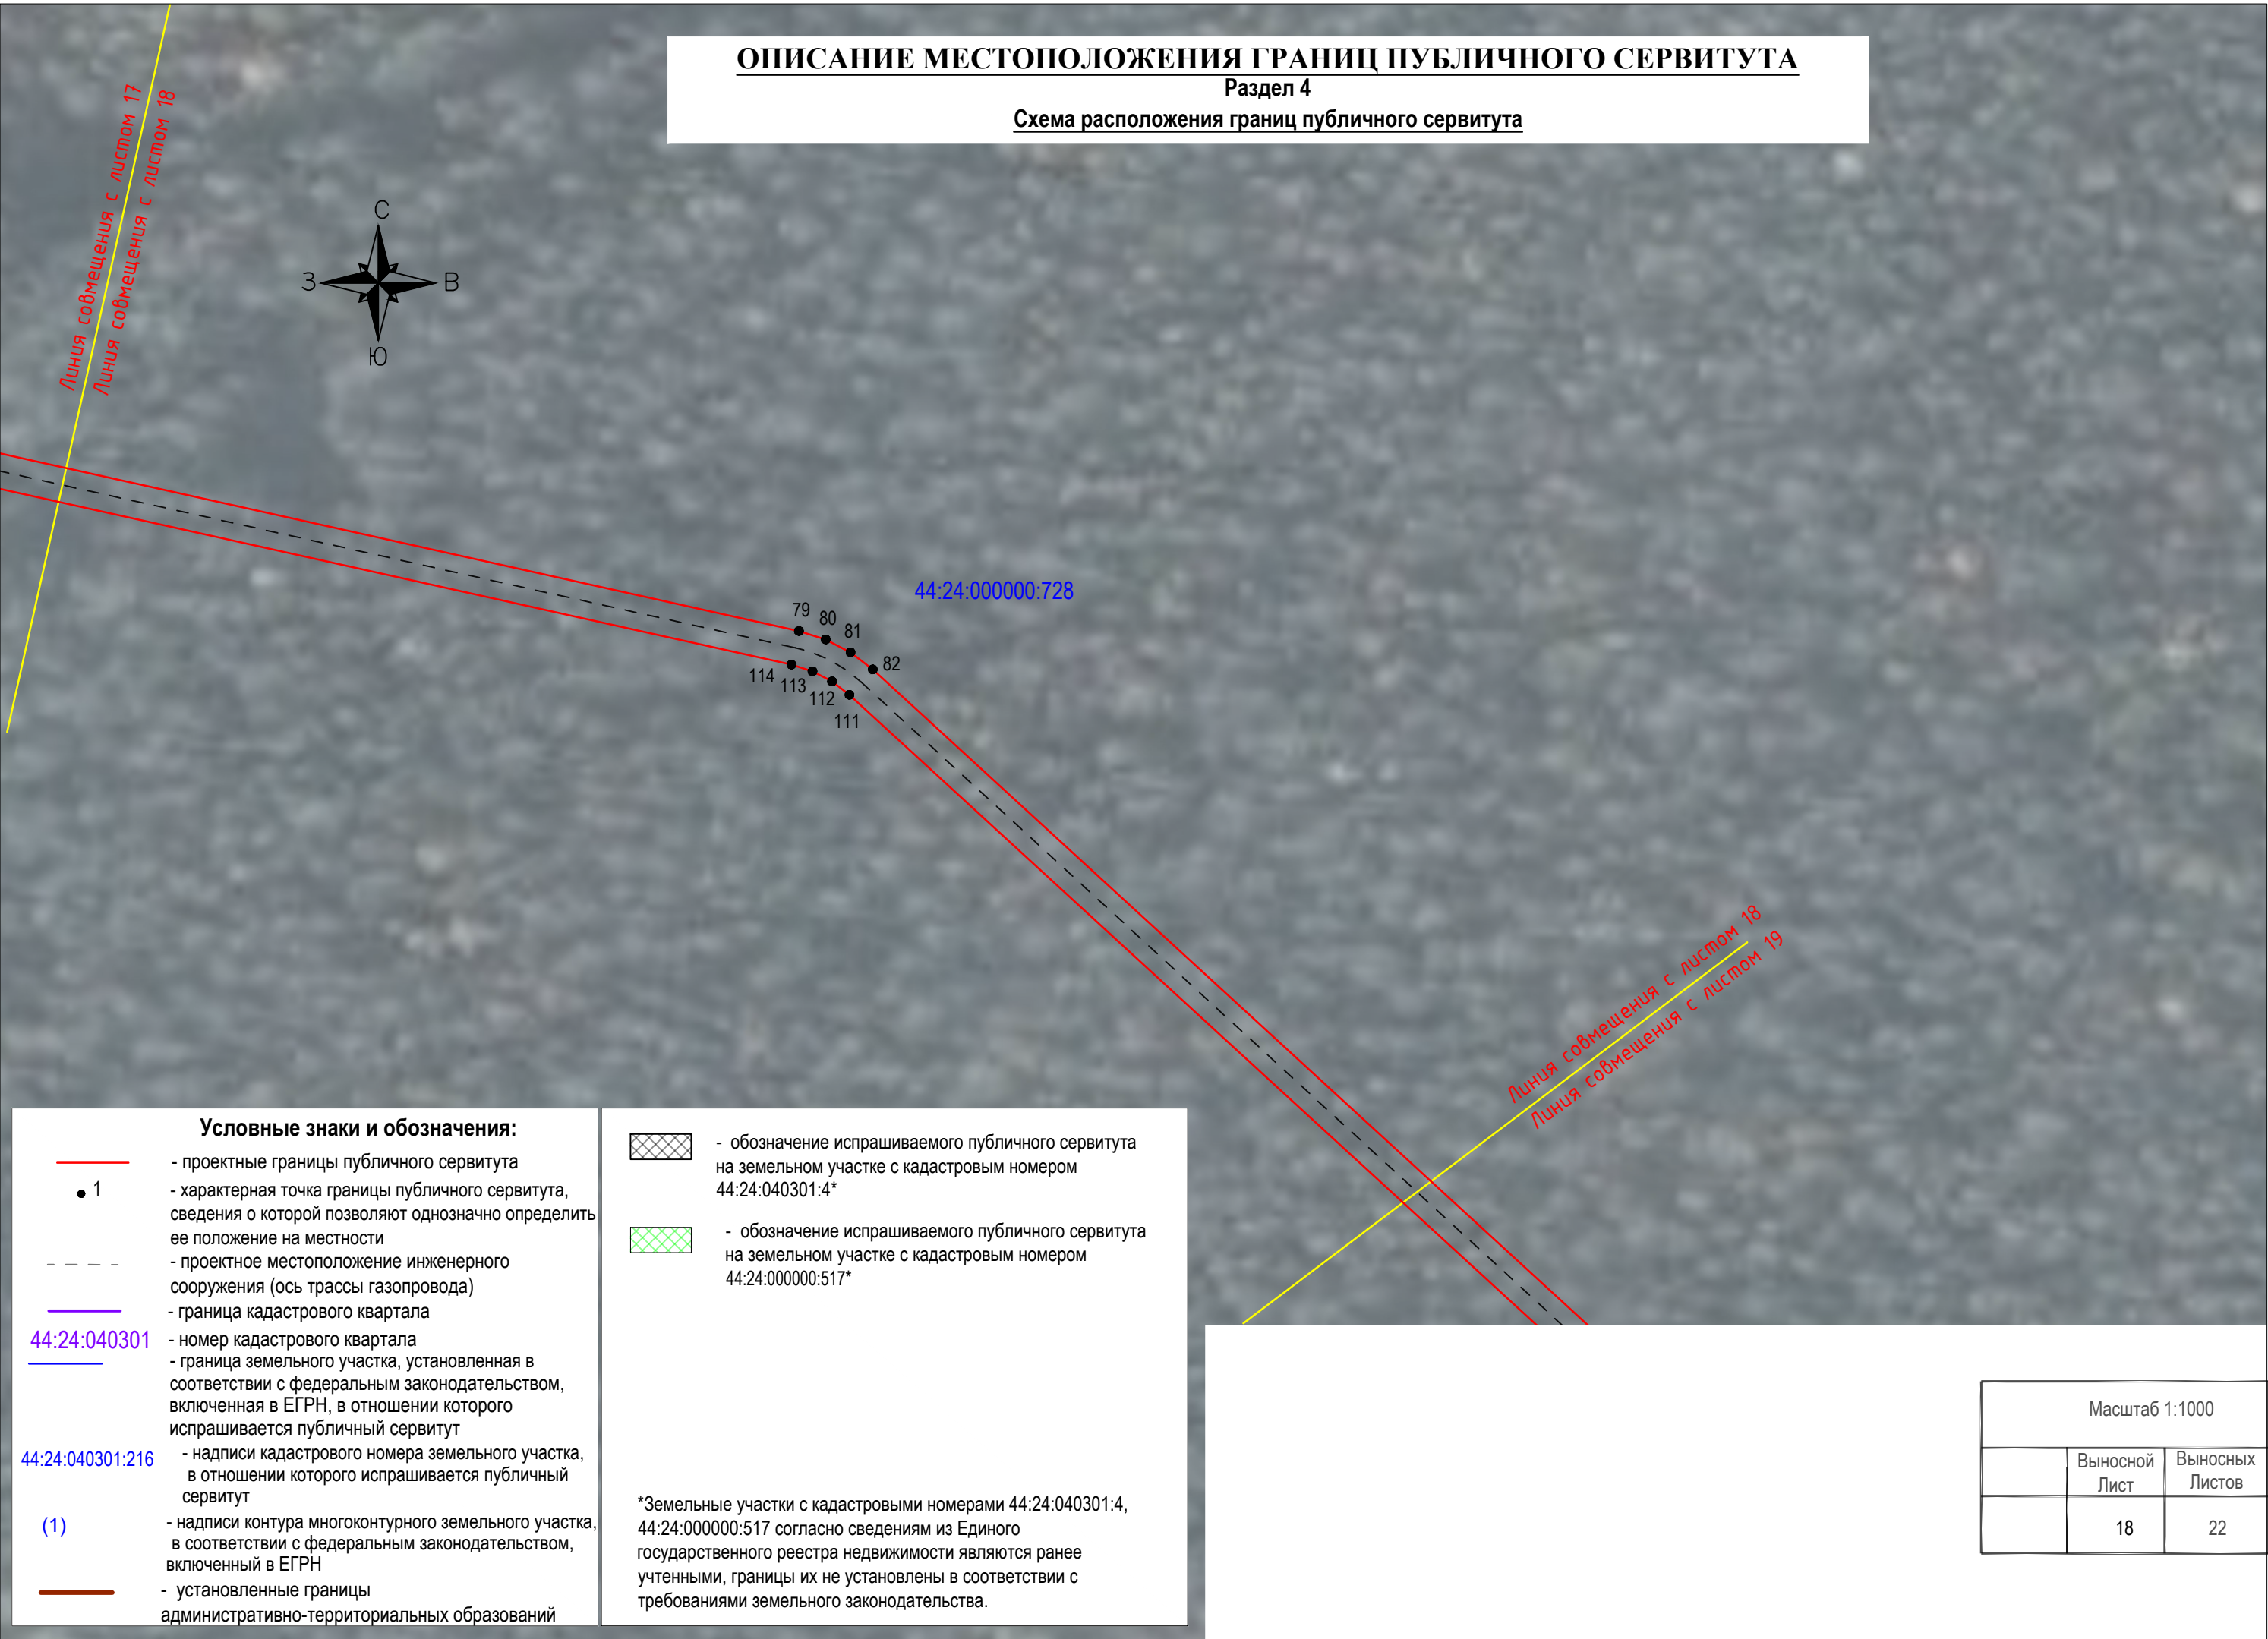 ОПИСАНИЕ МЕСТОПОЛОЖЕНИЯ ГРАНИЦ ПУБЛИЧНОГО СЕРВИТУТА
Раздел 4
Схема расположения границ публичного сервитута
Линия совмещения с листом 17
Линия совмещения с листом 18
С
З
В
Ю
44:24:000000:728
79
80
81
82
114
113
112
111
Линия совмещения с листом 18
Линия совмещения с листом 19
Условные знаки и обозначения:
- проектные границы публичного сервитута
1
- характерная точка границы публичного сервитута,
сведения о которой позволяют однозначно определить
ее положение на местности
- проектное местоположение инженерного
сооружения (ось трассы газопровода)
- граница кадастрового квартала
44:24:040301 - номер кадастрового квартала
- граница земельного участка, установленная в
соответствии с федеральным законодательством,
включенная в ЕГРН, в отношении которого
испрашивается публичный сервитут
44:24:040301:216 - надписи кадастрового номера земельного участка,
в отношении которого испрашивается публичный
сервитут
(1) - надписи контура многоконтурного земельного участка,
в соответствии с федеральным законодательством,
включенный в ЕГРН
- установленные границы
административно-территориальных образований
- обозначение испрашиваемого публичного сервитута
на земельном участке с кадастровым номером
44:24:040301:4*
- обозначение испрашиваемого публичного сервитута
на земельном участке с кадастровым номером
44:24:000000:517*
*Земельные участки с кадастровыми номерами 44:24:040301:4,
44:24:000000:517 согласно сведениям из Единого
государственного реестра недвижимости являются ранее
учтенными, границы их не установлены в соответствии с
требованиями земельного законодательства.
Масштаб 1:1000
Выносной
Лист
Выносных
Листов
18
22